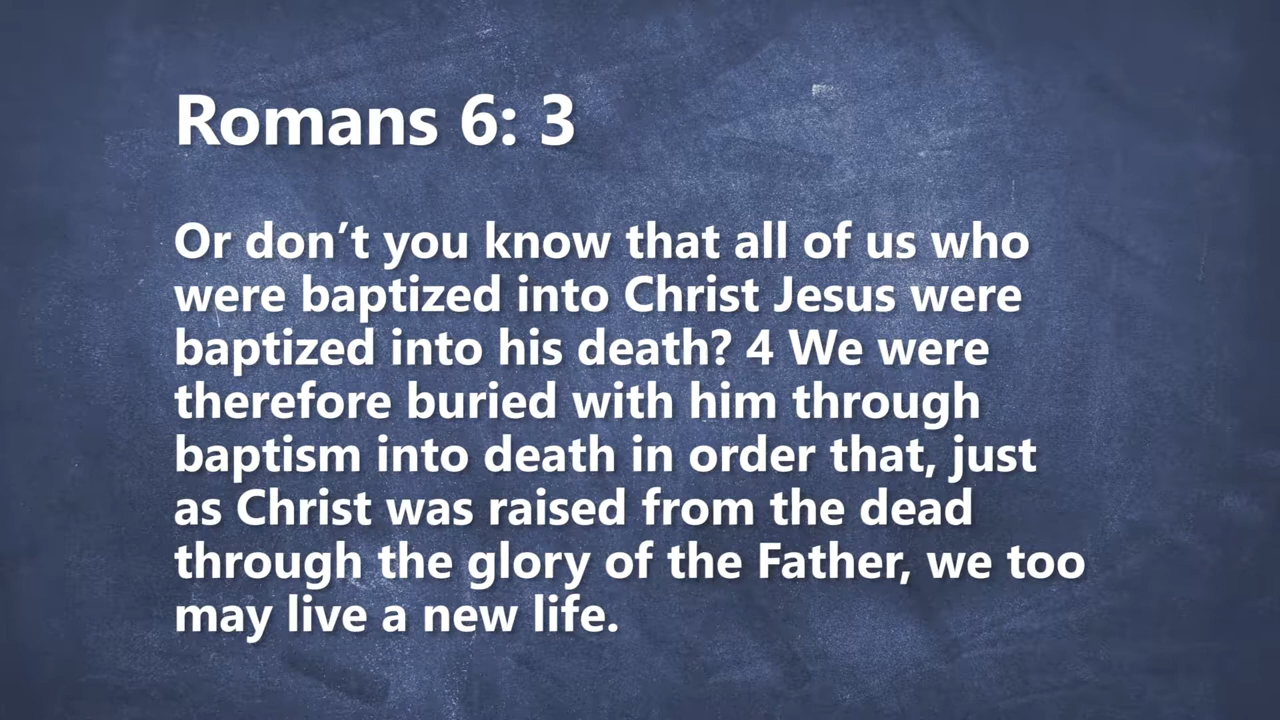 Romans 6: 3
Or don’t you know that all of us who
were baptized into Christ Jesus were
baptized into his death? 4 We were
therefore buried with him through
baptism into death in order that, just
as Christ was raised from the dead
through the glory of the Father, we too
may live a new life.